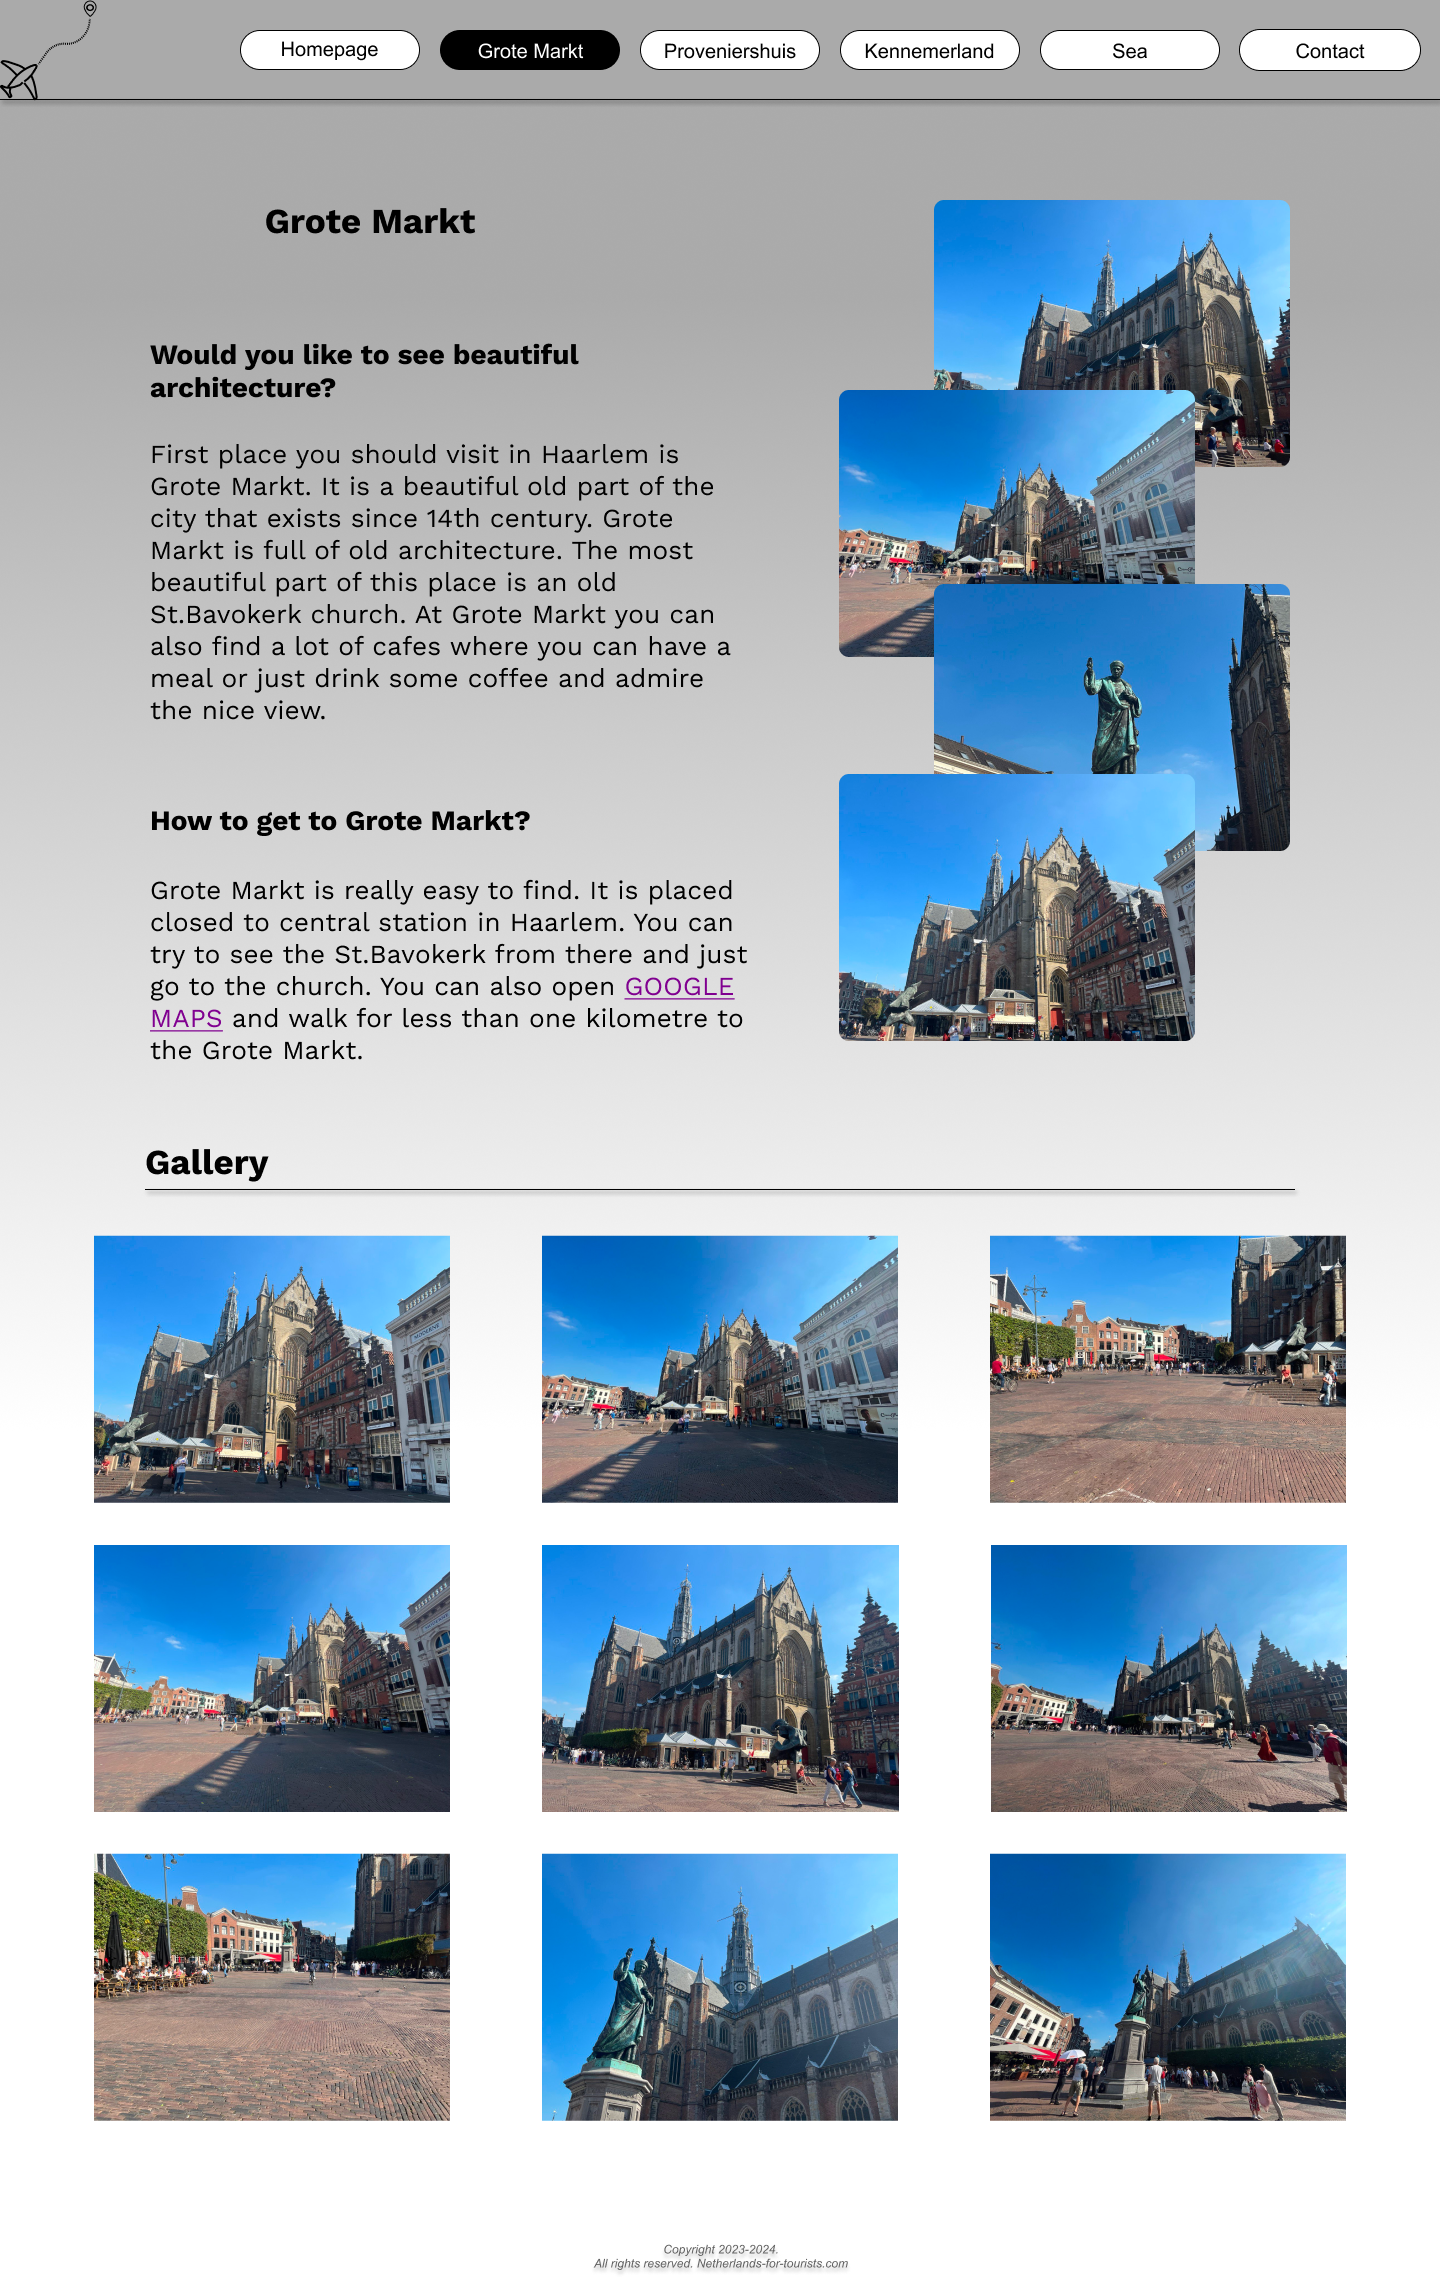 Homepage
Grote Markt
Proveniershuis
Kennemerland
Sea
Contact
Grote Markt
Would you like to see beautiful
architecture?
First place you should visit in Haarlem is
Grote Markt. It is a beautiful old part of the
city that exists since 14th century. Grote
Markt is full of old architecture. The most
beautiful part of this place is an old
St.Bavokerk church. At Grote Markt you can
also find a lot of cafes where you can have a
meal or just drink some coffee and admire
the nice view.
How to get to Grote Markt?
Grote Markt is really easy to find. It is placed
closed to central station in Haarlem. You can
try to see the St.Bavokerk from there and just
go to the church. You can also open GOOGLE
MAPS and walk for less than one kilometre to
the Grote Markt.
Gallery
Copyright 2023-2024.
All rights reserved. Netherlands-for-tourists.com